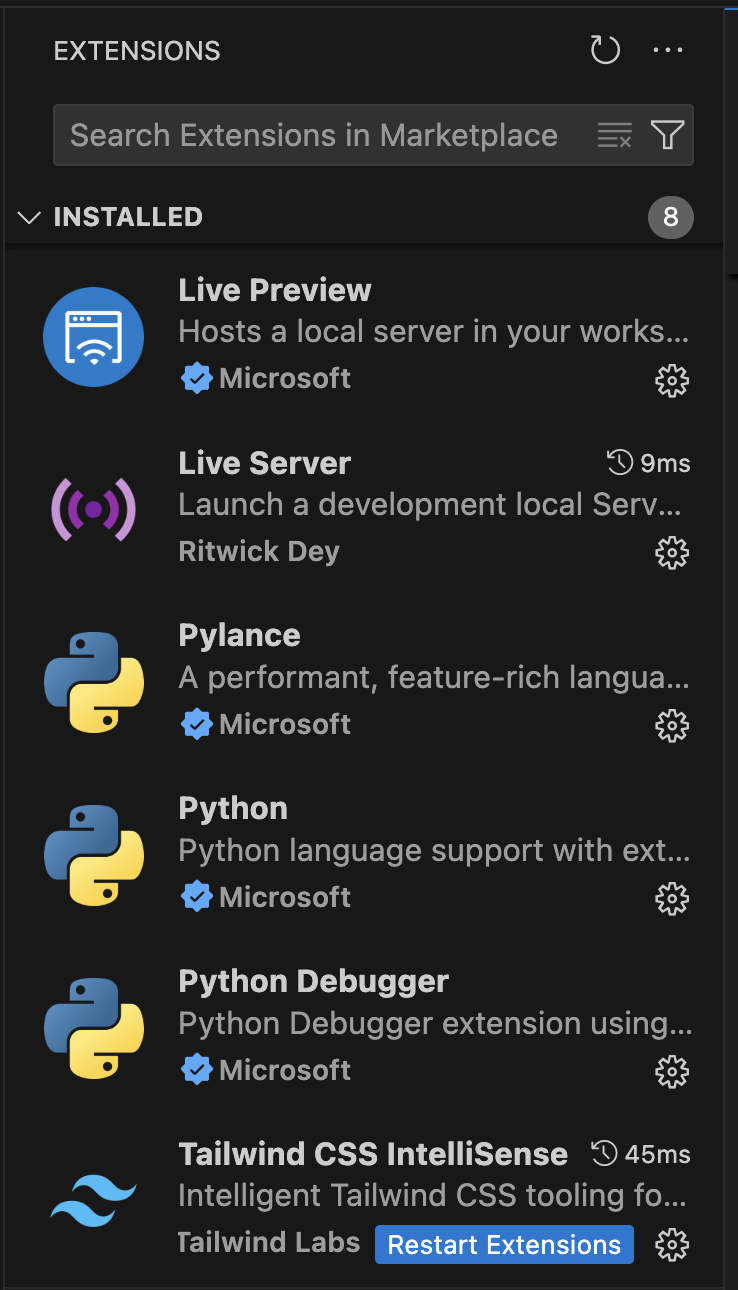 EXTENSIONS
Search Extensions in Marketplace
INSTALLED 8
Live Preview
Hosts a local server in your works...
Microsoft
Live Server 9ms
Launch a development local Serv...
Ritwick Dey
Pylance
A performant, feature-rich langua...
Microsoft
Python
Python language support with ext...
Microsoft
Python Debugger
Python Debugger extension using...
Microsoft
Tailwind CSS IntelliSense 45ms
Intelligent Tailwind CSS tooling fo...
Tailwind Labs Restart Extensions